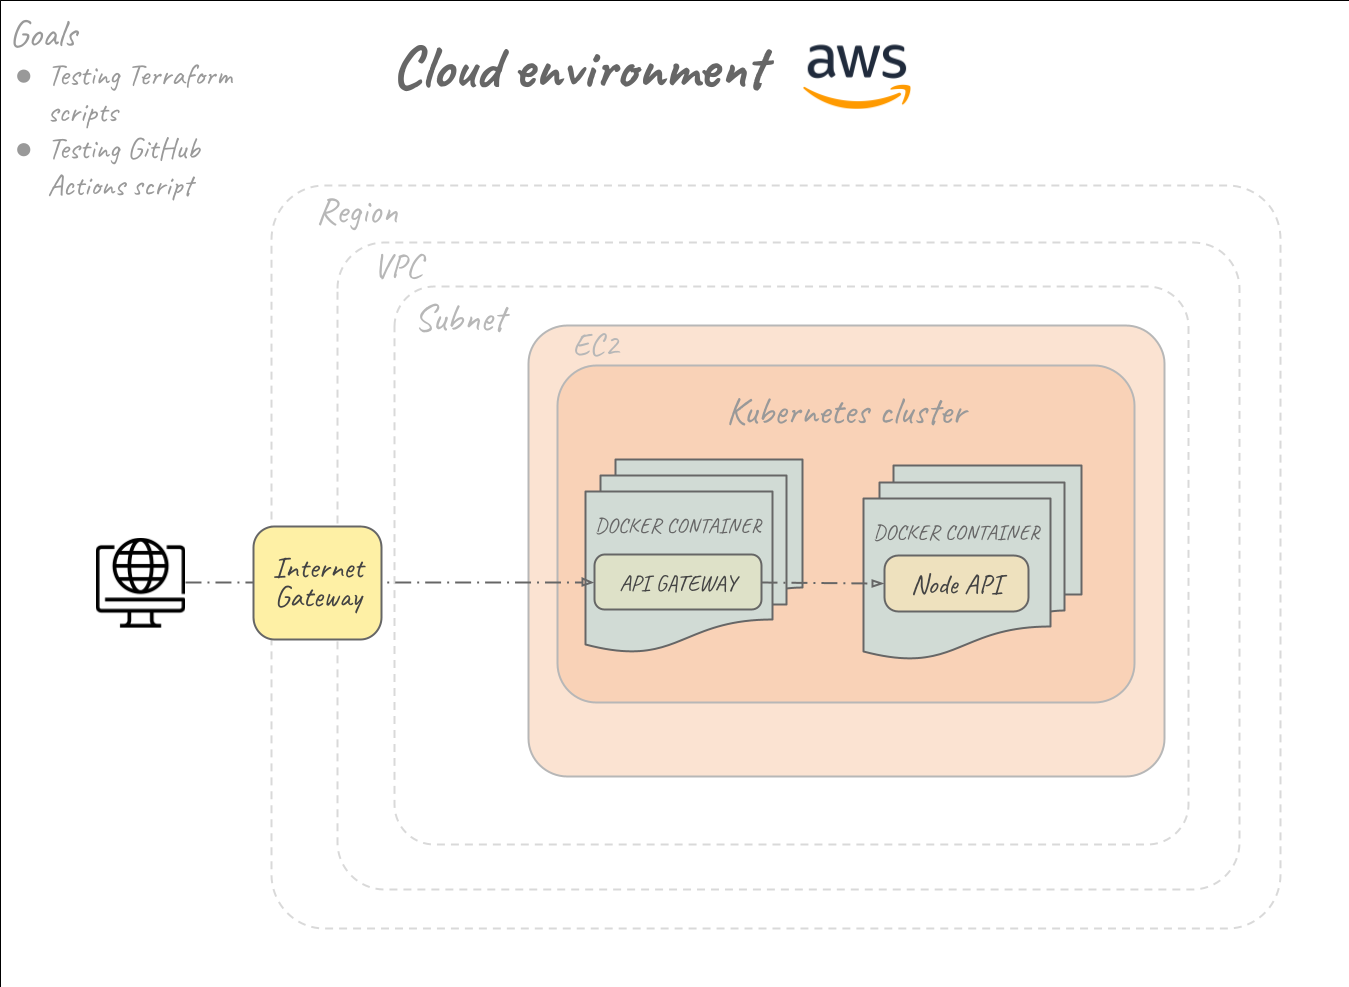 Goals
Testing Terraform
scripts
Testing GitHub
Actions script
Cloud environment
aws
Region
VPC
Subnet
EC2
Kubernetes cluster
DOCKER CONTAINER
API GATEWAY
DOCKER CONTAINER
Node API
Internet
Gateway